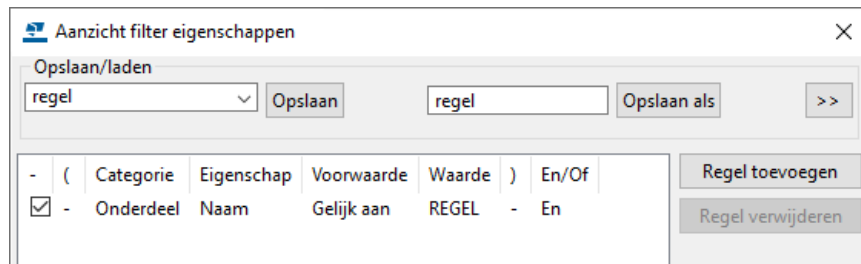 Aanzicht filter eigenschappen
Opslaan/laden
regel Opslaan regel Opslaan als >>
- ( Categorie Eigenschap Voorwaarde Waarde ) En/Of Regel toevoegen
- Onderdeel Naam Gelijk aan REGEL - En Regel verwijderen